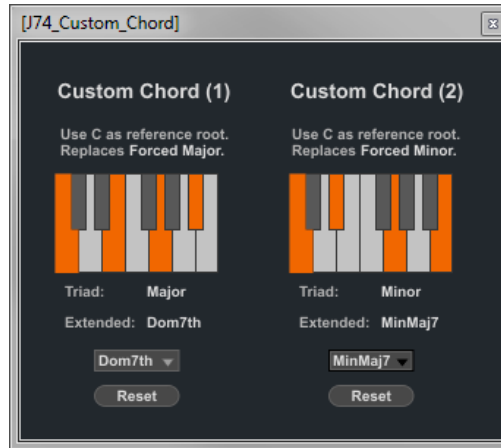 [J74_Custom_Chord]
Custom Chord (1)
Use C as reference root.
Replaces Forced Major.
Triad: Major
Extended: Dom7th
Dom7th
Reset
Custom Chord (2)
Use C as reference root.
Replaces Forced Minor.
Triad: Minor
Extended: MinMaj7
MinMaj7
Reset